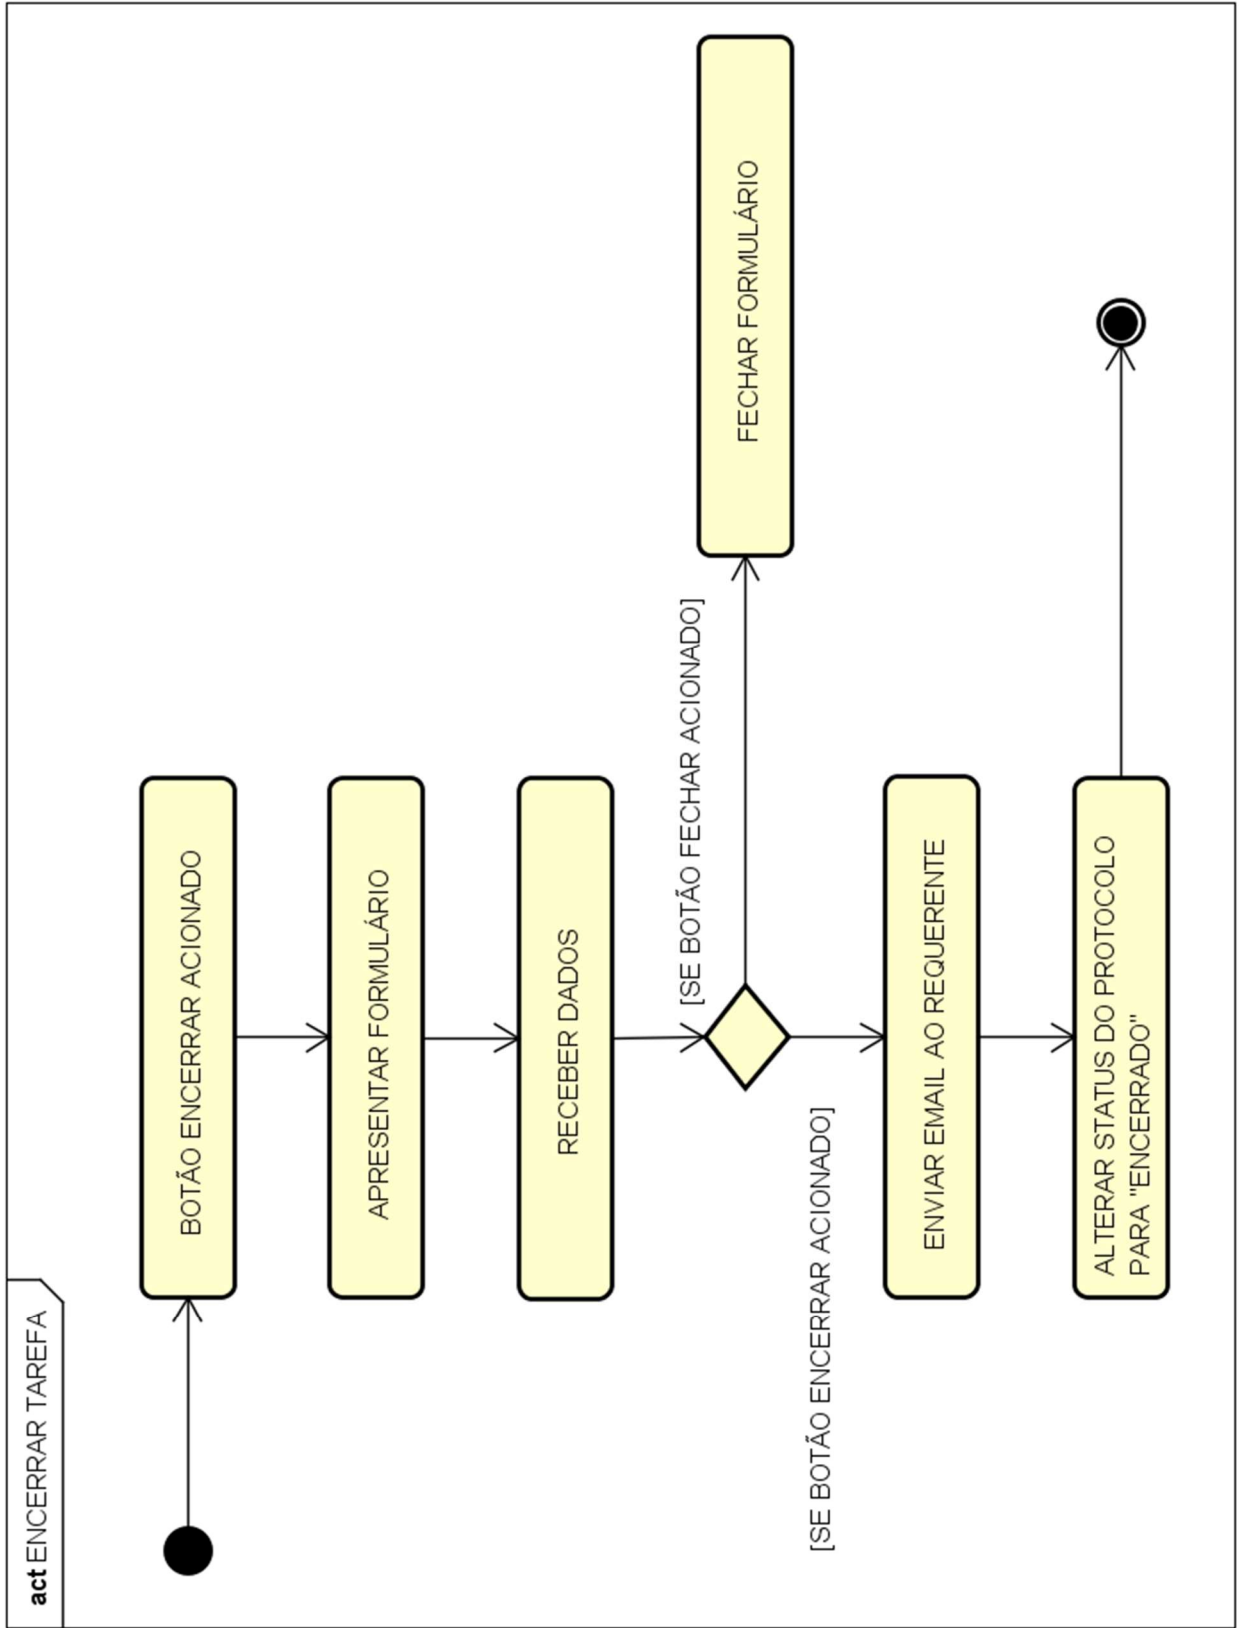 act ENCERRAR TAREFA
BOTÃO ENCERRAR ACIONADO
APRESENTAR FORMULÁRIO
RECEBER DADOS
[SE BOTÃO FECHAR ACIONADO]
FECHAR FORMULÁRIO
[SE BOTÃO ENCERRAR ACIONADO]
ENVIAR EMAIL AO REQUERENTE
ALTERAR STATUS DO PROTOCOLO
PARA "ENCERRADO"